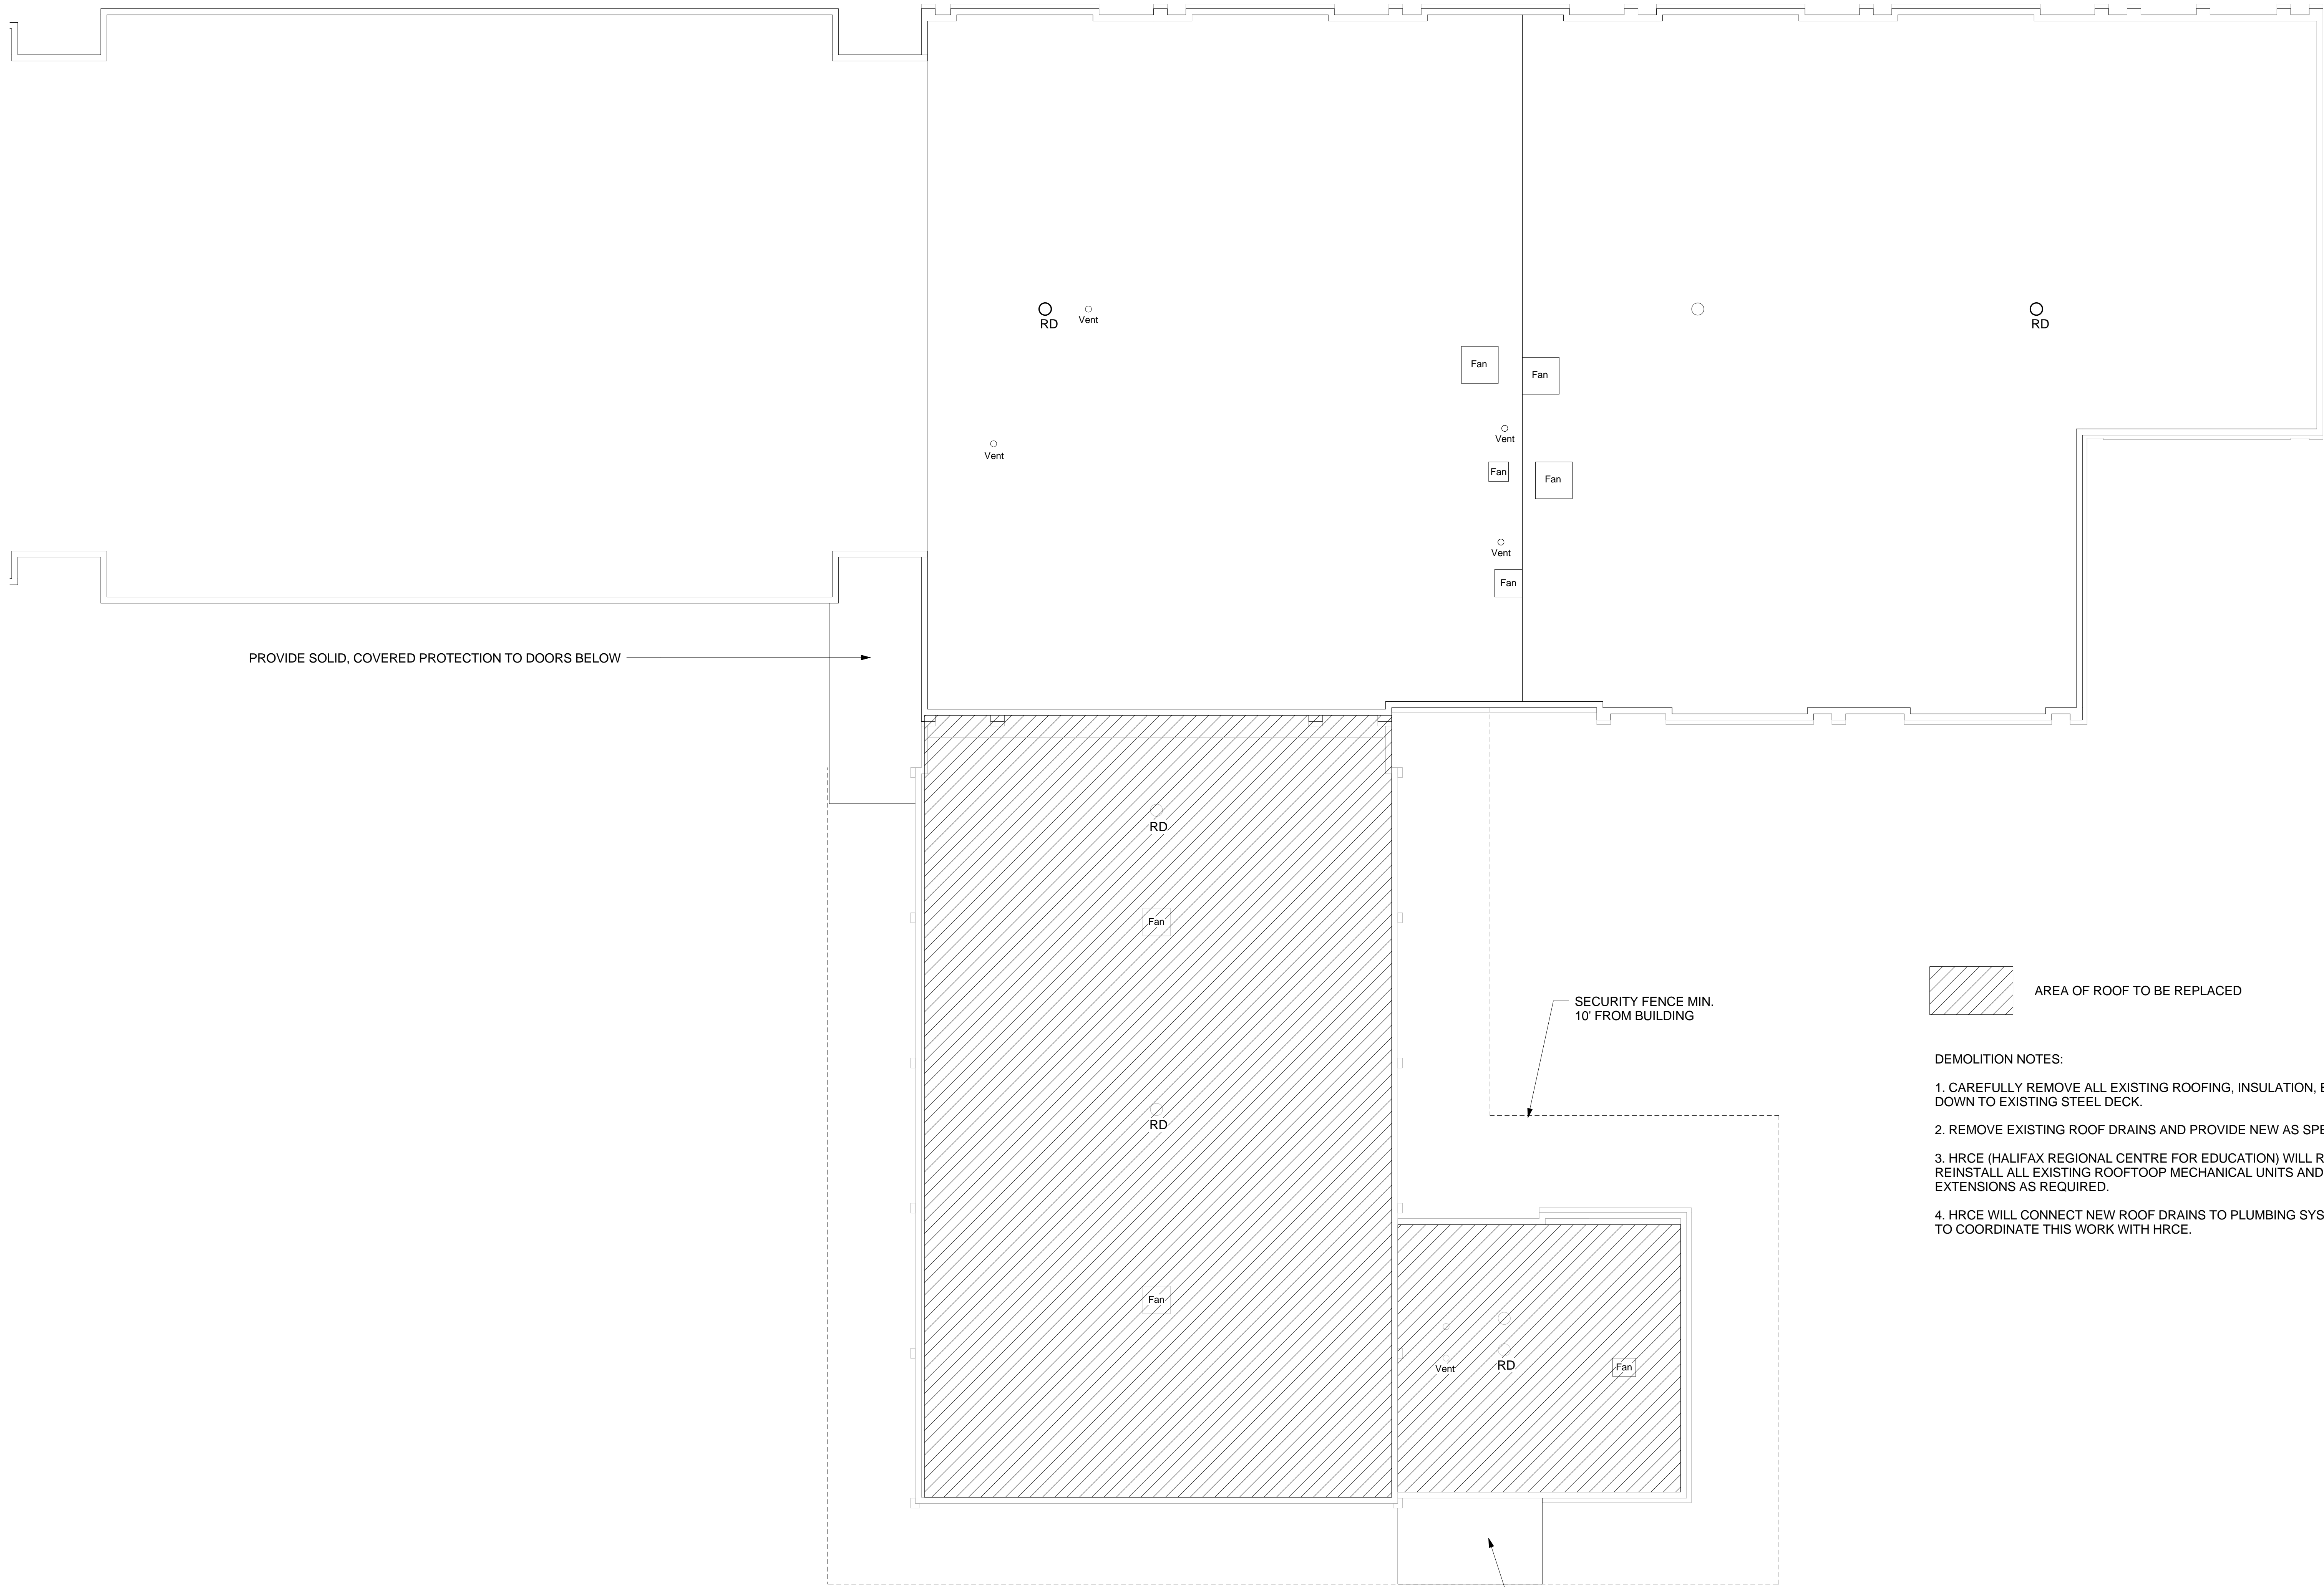 RD
Vent
RD
Fan
Fan
Vent
Vent
Fan
Fan
Vent
Fan
PROVIDE SOLID, COVERED PROTECTION TO DOORS BELOW
RD
Fan
SECURITY FENCE MIN.
10' FROM BUILDING
AREA OF ROOF TO BE REPLACED
DEMOLITION NOTES:
1. CAREFULLY REMOVE ALL EXISTING ROOFING, INSULATION,
DOWN TO EXISTING STEEL DECK.
RD
2. REMOVE EXISTING ROOF DRAINS AND PROVIDE NEW AS
3. HRCE (HALIFAX REGIONAL CENTRE FOR EDUCATION) WILL
REINSTALL ALL EXISTING ROOFTOOP MECHANICAL UNITS AND
EXTENSIONS AS REQUIRED.
4. HRCE WILL CONNECT NEW ROOF DRAINS TO PLUMBING
TO COORDINATE THIS WORK WITH HRCE.
Fan
Vent
RD
Fan